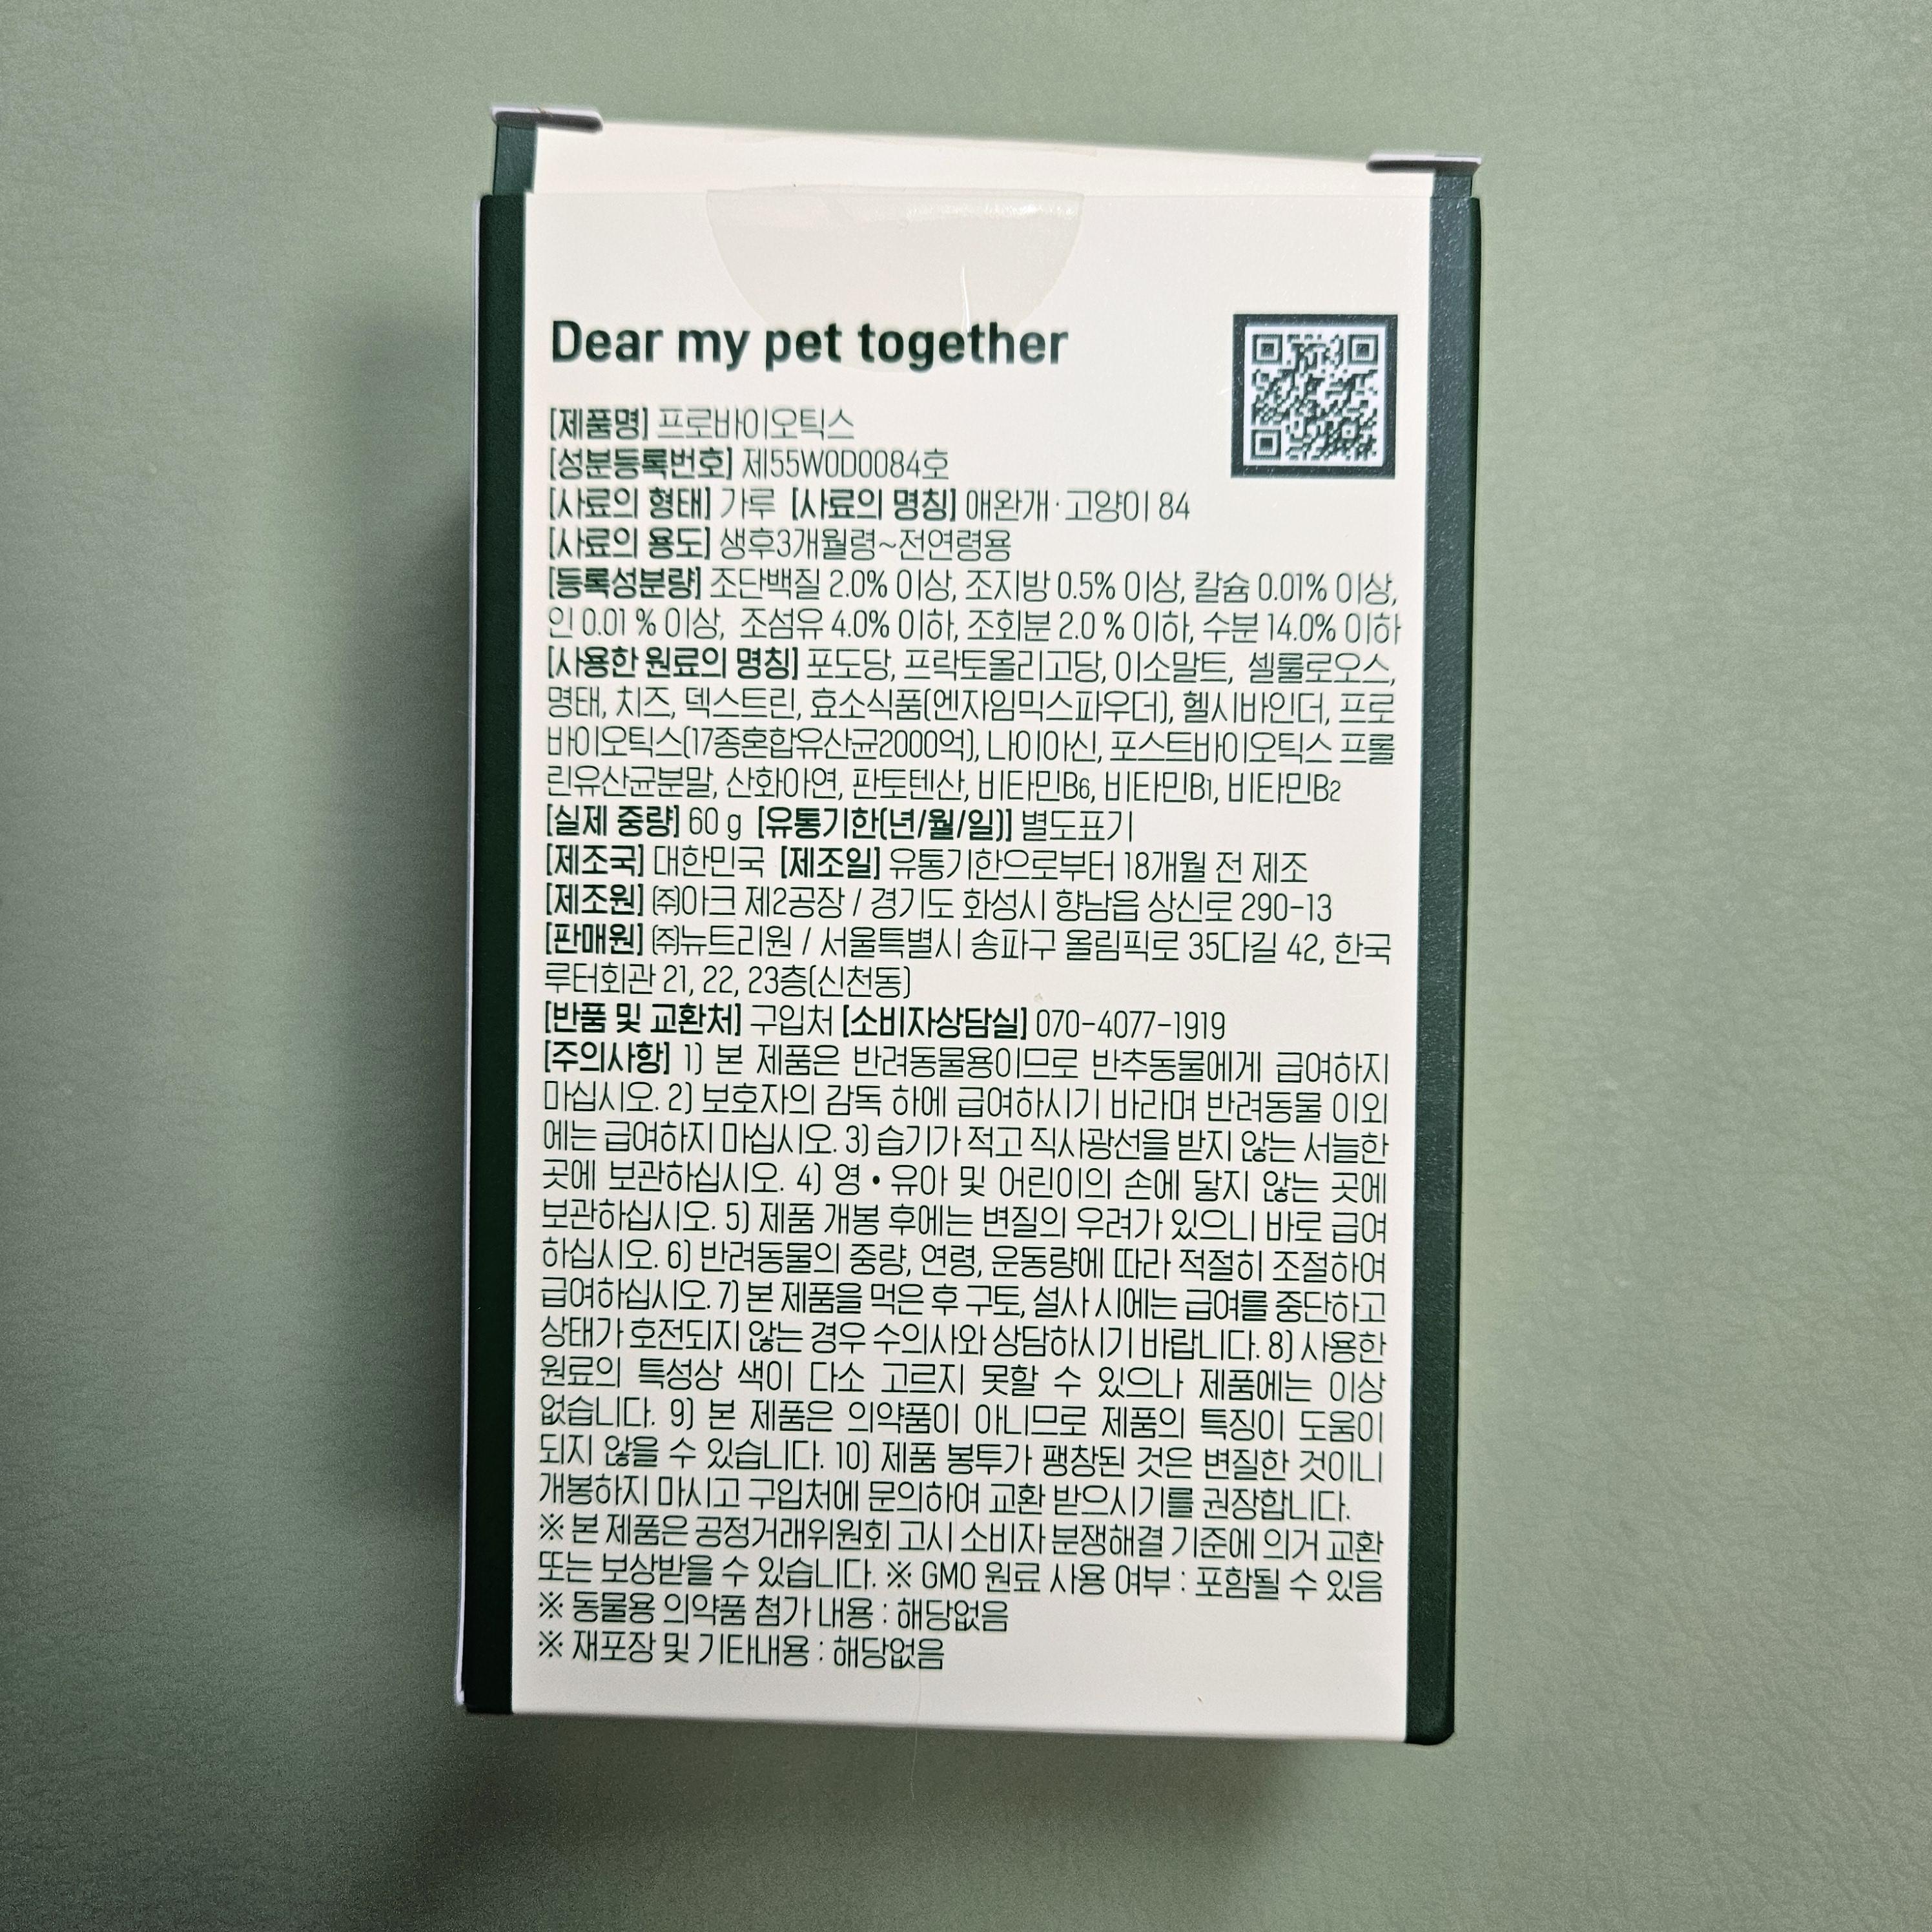 Dear my pet together
[제품명] 프로바이오틱스
[성분등록번호] 제55W0D0084호
[사료의 형태] 가루 [사료의 명칭] 애완개·고양이 84
[사료의 용도] 생후3개월령~전연령용
[등록성분량] 조단백질 2.0% 이상, 조지방 0.5% 이상, 칼슘 0.01% 이상,
인 0.01 % 이상, 조섬유 4.0% 이하, 조회분 2.0 % 이하, 수분 14.0% 이하
[사용한 원료의 명칭] 포도당, 프락토올리고당, 이소말트, 셀룰로오스,
명태, 치즈, 덱스트린, 효소식품(엔자임믹스파우더), 헬시바인더, 프로
바이오틱스(17종혼합유산균2000억), 나이아신, 포스트바이오틱스 프롤
린유산균분말, 산화아연, 판토텐산, 비타민B6, 비타민B1, 비타민B2
[실제 중량] 60 g [유통기한(년/월/일)] 별도표기
[제조국] 대한민국 [제조일] 유통기한으로부터 18개월 전 제조
[제조원] ㈜아크 제2공장 / 경기도 화성시 향남읍 상신로 290-13
[판매원] ㈜뉴트리원 / 서울특별시 송파구 올림픽로 35다길 42, 한국
루터회관 21, 22, 23층(신천동)
[반품 및 교환처] 구입처 [소비자상담실] 070-4077-1919
[주의사항] 1) 본 제품은 반려동물용이므로 반추동물에게 급여하지
마십시오. 2) 보호자의 감독 하에 급여하시기 바라며 반려동물 이외
에는 급여하지 마십시오. 3) 습기가 적고 직사광선을 받지 않는 서늘한
곳에 보관하십시오. 4) 영•유아 및 어린이의 손에 닿지 않는 곳에
보관하십시오. 5) 제품 개봉 후에는 변질의 우려가 있으니 바로 급여
하십시오. 6) 반려동물의 중량, 연령, 운동량에 따라 적절히 조절하여
급여하십시오. 7) 본 제품을 먹은 후 구토, 설사 시에는 급여를 중단하고
상태가 호전되지 않는 경우 수의사와 상담하시기 바랍니다. 8) 사용한
원료의 특성상 색이 다소 고르지 못할 수 있으나 제품에는 이상
없습니다. 9) 본 제품은 의약품이 아니므로 제품의 특징이 도움이
되지 않을 수 있습니다. 10) 제품 봉투가 팽창된 것은 변질한 것이니
개봉하지 마시고 구입처에 문의하여 교환 받으시기를 권장합니다.
※ 본 제품은 공정거래위원회 고시 소비자 분쟁해결 기준에 의거 교환
또는 보상받을 수 있습니다. ※ GMO 원료 사용 여부 : 포함될 수 있음
※ 동물용 의약품 첨가 내용 : 해당없음
※ 재포장 및 기타내용 : 해당없음